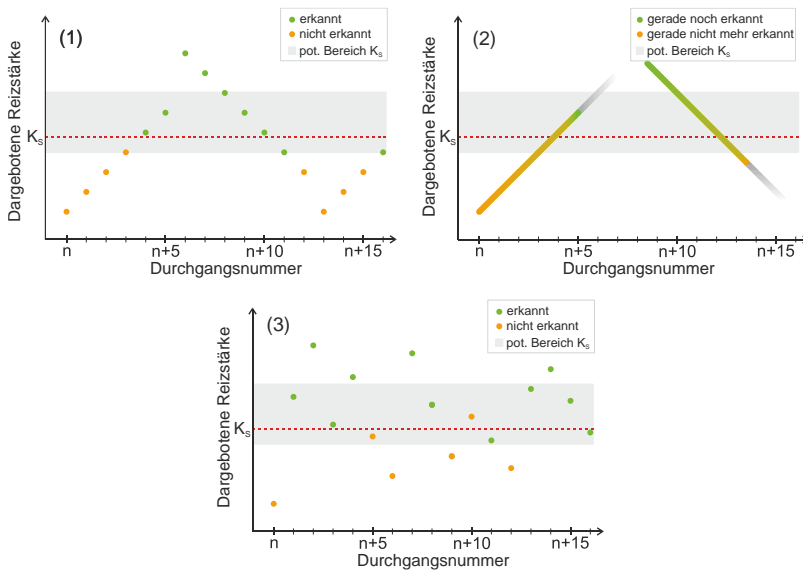 (1)
erkannt
nicht erkannt
pot. Bereich Ks
Dargebotene Reizstärke
Ks
n
n+5
n+10
n+15
Durchgangsnummer
(2)
gerade noch erkannt
gerade nicht mehr erkannt
pot. Bereich Ks
Dargebotene Reizstärke
Ks
n
n+5
n+10
n+15
Durchgangsnummer
(3)
erkannt
nicht erkannt
pot. Bereich Ks
Dargebotene Reizstärke
Ks
n
n+5
n+10
n+15
Durchgangsnummer